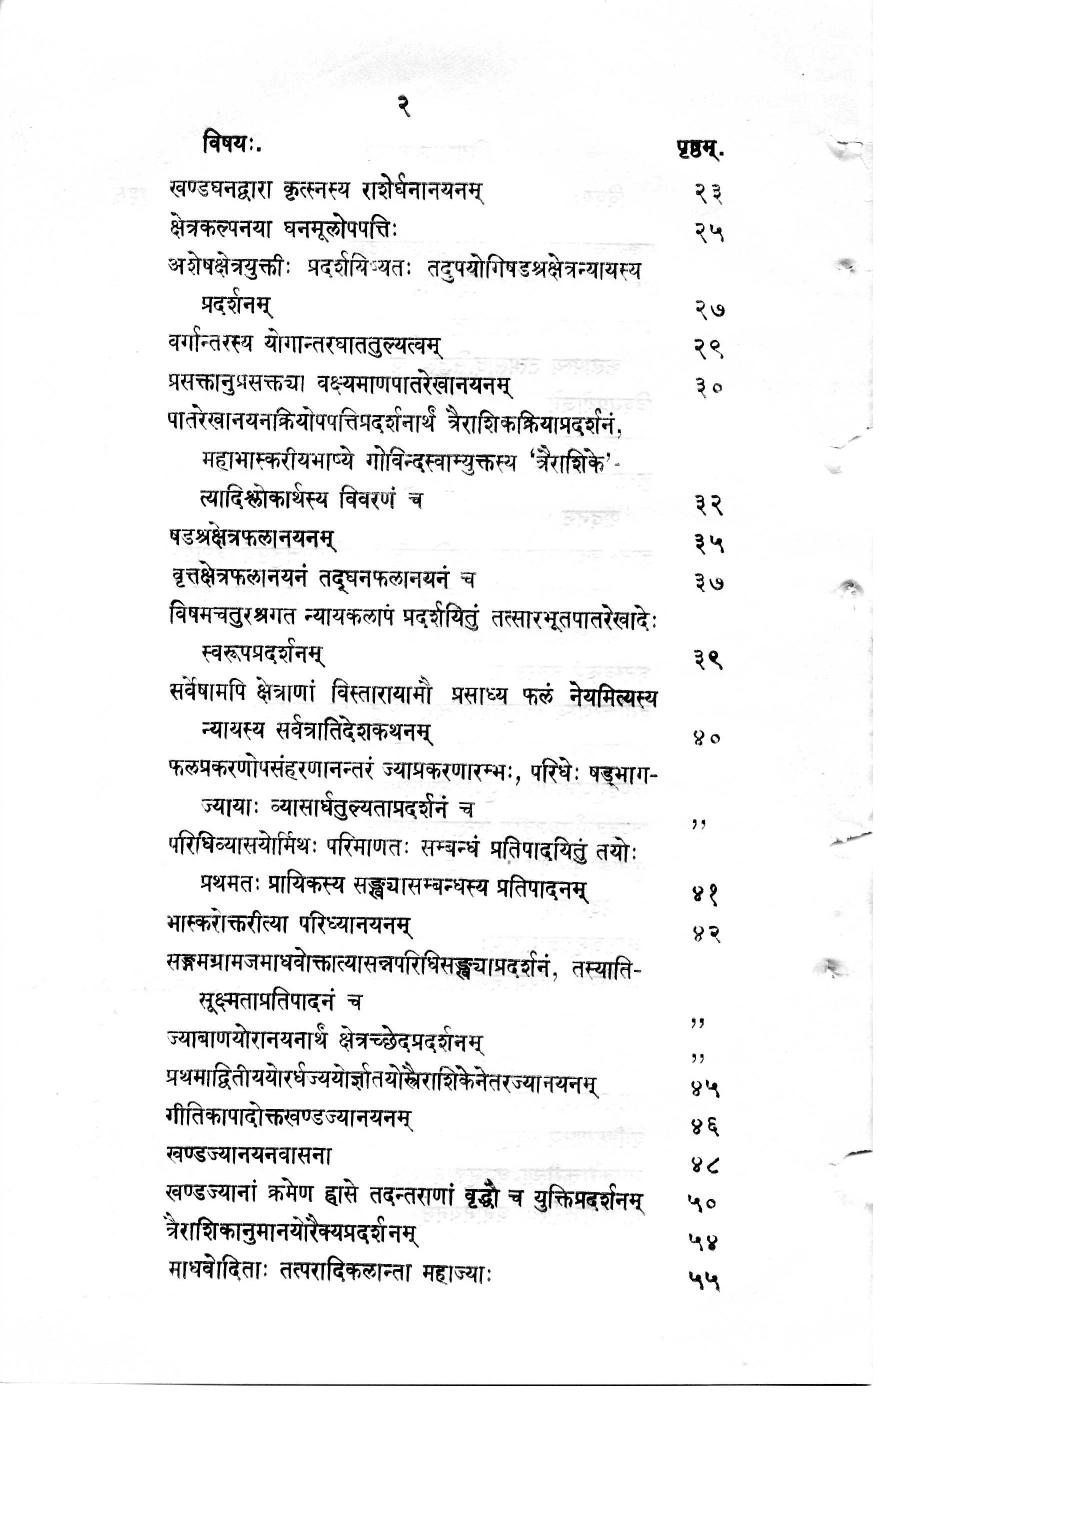 २
विषयः. पृष्ठम्.
खण्डघनद्वारा कृत्स्नस्य राशेर्घनानयनम् २३
क्षेत्रकल्पनया घनमूलोपपत्तिः २५
अशेषक्षेत्रयुक्तीः प्रदर्शयिष्यतः तदुपयोगिषडश्रक्षेत्रन्यायस्य
प्रदर्शनम् २७
वर्गान्तरस्य योगान्तरघाततुल्यत्वम् २९
प्रसक्तानुप्रसक्तया वक्ष्यमाणपातरेखानयनम् ३०
पातरेखानयनक्रियोपपत्तिप्रदर्शनार्थं त्रैराशिकक्रियाप्रदर्शनं,
महाभास्करीयभाष्ये गोविन्दस्वाम्युक्तस्य ‘त्रैराशिके’-
त्यादिश्लोकार्थस्य विवरणं च ३२
षडश्रक्षेत्रफलानयनम् ३५
वृत्तक्षेत्रफलानयनं तद्घनफलानयनं च ३७
विषमचतुरश्रगत न्यायकलापं प्रदर्शयितुं तत्सारभूतपातरेखादेः
स्वरूपप्रदर्शनम् ३९
सर्वेषामपि क्षेत्राणां विस्तारायामौ प्रसाध्य फलं नेयमित्यस्य
न्यायस्य सर्वत्रातिदेशकथनम् ४०
फलप्रकरणोपसंहरणानन्तरं ज्याप्रकरणारम्भः, परिधेः षड्भाग-
ज्यायाः व्यासार्धतुल्यताप्रदर्शनं च ,,
परिधिव्यासयोर्मिथः परिमाणतः सम्बन्धं प्रतिपादयितुं तयोः
प्रथमतः प्रायिकस्य सङ्ख्यासम्बन्धस्य प्रतिपादनम् ४१
भास्करोक्तरीत्या परिध्यानयनम् ४२
सङ्गमग्रामजमाधवोक्तात्यासन्नपरिधिसङ्ख्याप्रदर्शनं, तस्याति-
सूक्ष्मताप्रतिपादनं च ,,
ज्याबाणयोरानयनार्थं क्षेत्रच्छेदप्रदर्शनम् ,,
प्रथमाद्वितीययोरर्धज्ययोर्ज्ञातयोस्त्रैराशिकेनेतरज्यानयनम् ४५
गीतिकापादोक्तखण्डज्यानयनम् ४६
खण्डज्यानयनवासना ४८
खण्डज्यानां क्रमेण ह्रासे तदन्तराणां वृद्धौ च युक्तिप्रदर्शनम् ५०
त्रैराशिकानुमानयोरैक्यप्रदर्शनम् ५४
माधवोदिताः तत्परादिकलान्ता महाज्याः ५५